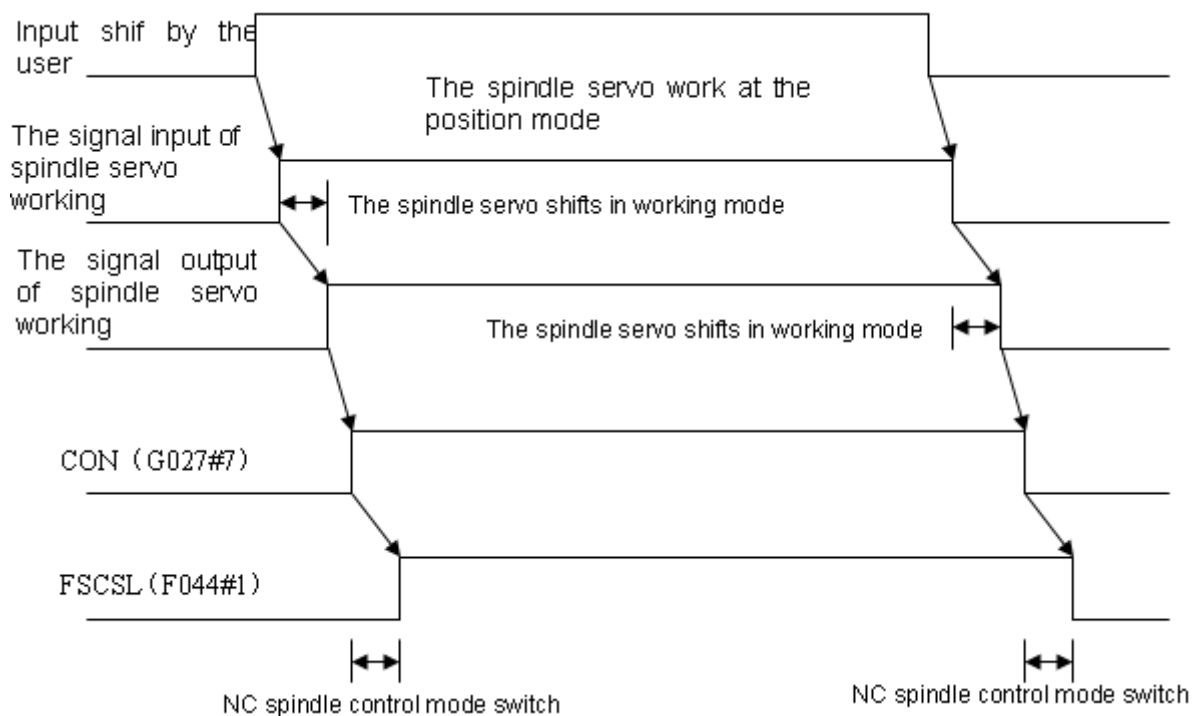 Input shif by the
user
The spindle servo work at the
position mode
The signal input of
spindle servo
working
The spindle servo shifts in working mode
The signal output
of spindle servo
working
The spindle servo shifts in working mode
CON (G027#7)
FSCSL (F044#1)
NC spindle control mode switch
NC spindle control mode switch